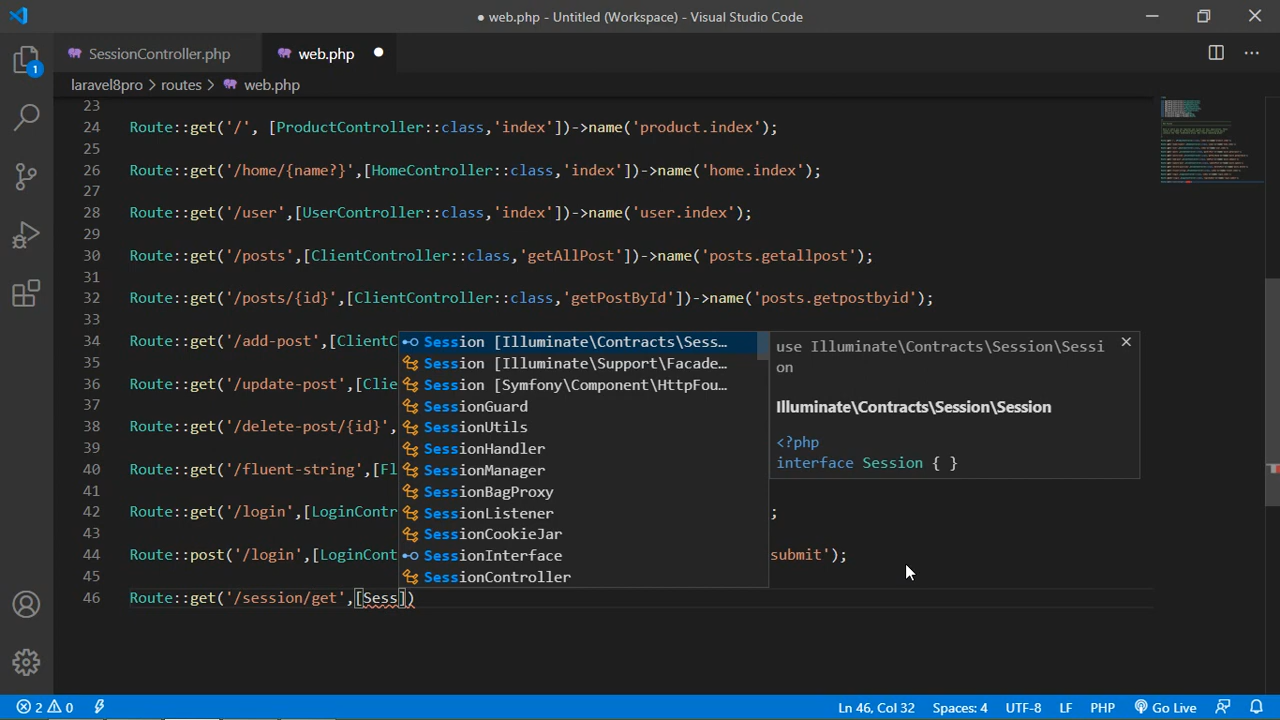 web.php - Untitled (Workspace) - Visual Studio Code
SessionController.php
web.php
laravel8pro > routes > web.php
1
23
24 Route::get('/', [ProductController::class,'index'])->name('product.index');
25
26 Route::get('/home/{name?}',[HomeController::class,'index'])->name('home.index');
27
28 Route::get('/user',[UserController::class,'index'])->name('user.index');
29
30 Route::get('/posts',[ClientController::class,'getAllPost'])->name('posts.getallpost');
31
32 Route::get('/posts/{id}',[ClientController::class,'getPostById'])->name('posts.getpostbyid');
33
34 Route::get('/add-post',[ClientC
35
36 Route::get('/update-post',[Clie
37
38 Route::get('/delete-post/{id}',
39
40 Route::get('/fluent-string',[Fl
41
42 Route::get('/login',[LoginContr ;
43
44 Route::post('/login',[LoginCont submit');
45
46 Route::get('/session/get',[Sess])
Session [Illuminate\Contracts\Sess…
Session [Illuminate\Support\Facade…
Session [Symfony\Component\HttpFou…
SessionGuard
SessionUtils
SessionHandler
SessionManager
SessionBagProxy
SessionListener
SessionCookieJar
SessionInterface
SessionController
use Illuminate\Contracts\Session\Sessi
on
Illuminate\Contracts\Session\Session
<?php
interface Session { }
2 0
Ln 46, Col 32 Spaces: 4 UTF-8 LF PHP Go Live